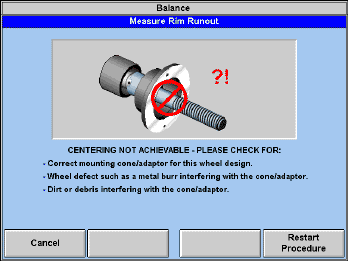 Balance
Measure Rim Runout
?!
CENTERING NOT ACHIEVABLE - PLEASE CHECK FOR:
- Correct mounting cone/adaptor for this wheel design.
- Wheel defect such as a metal burr interfering with the cone/adaptor.
- Dirt or debris interfering with the cone/adaptor.
Cancel
Restart
Procedure